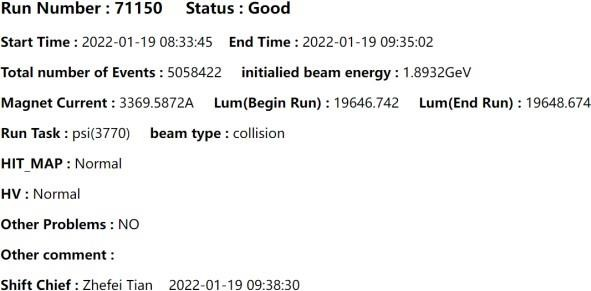 Run Number : 71150 Status : Good
Start Time : 2022-01-19 08:33:45 End Time : 2022-01-19 09:35:02
Total number of Events : 5058422 initialied beam energy : 1.8932GeV
Magnet Current : 3369.5872A Lum(Begin Run) : 19646.742 Lum(End Run) : 19648.674
Run Task : psi(3770) beam type : collision
HIT_MAP : Normal
HV : Normal
Other Problems : NO
Other comment :
Shift Chief : Zhefei Tian 2022-01-19 09:38:30